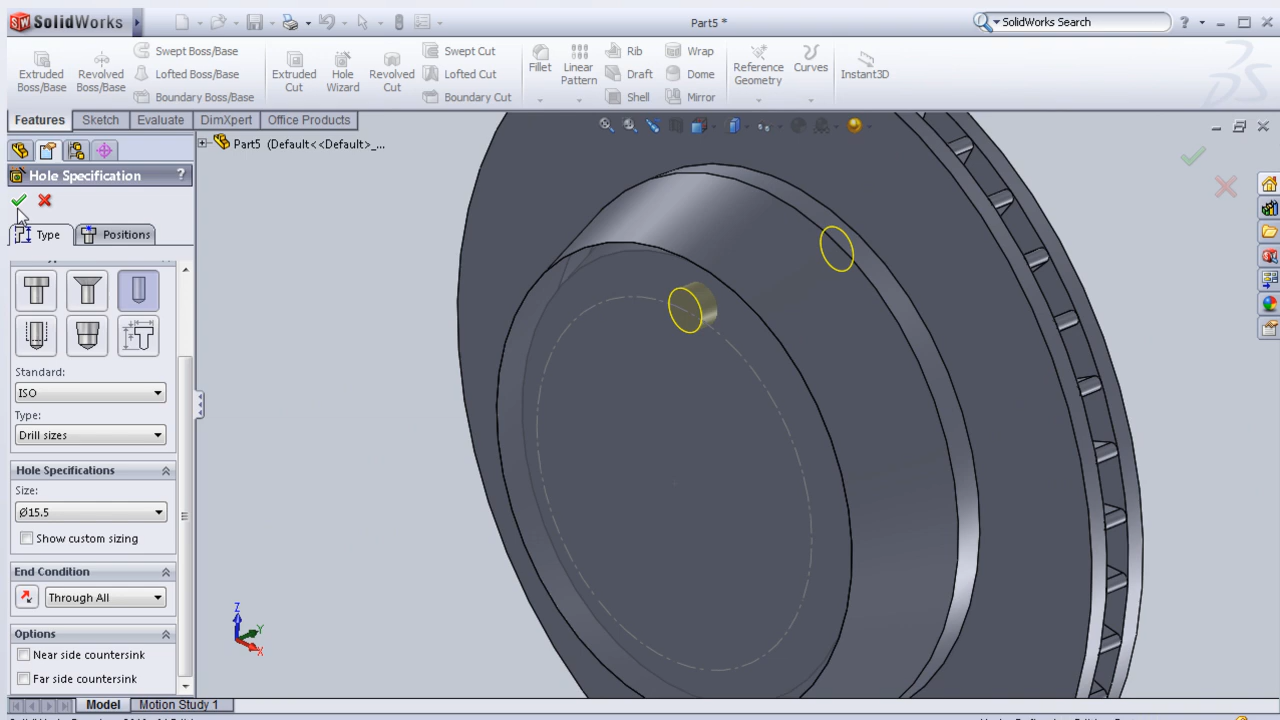 SolidWorks
Part5 *
SolidWorks Search
Extruded Boss/Base
Revolved Boss/Base
Swept Boss/Base
Lofted Boss/Base
Boundary Boss/Base
Extruded Cut
Hole Wizard
Revolved Cut
Swept Cut
Lofted Cut
Boundary Cut
Fillet
Linear Pattern
Rib
Draft
Shell
Wrap
Dome
Mirror
Reference Geometry
Curves
Instant3D
Features
Sketch
Evaluate
DimXpert
Office Products
Part5 (Default<<Default>_...
Hole Specification
?
Type
Positions
Standard:
ISO
Type:
Drill sizes
Hole Specifications
Size:
Ø15.5
Show custom sizing
End Condition
Through All
Options
Near side countersink
Far side countersink
Z
Y
X
Model
Motion Study 1